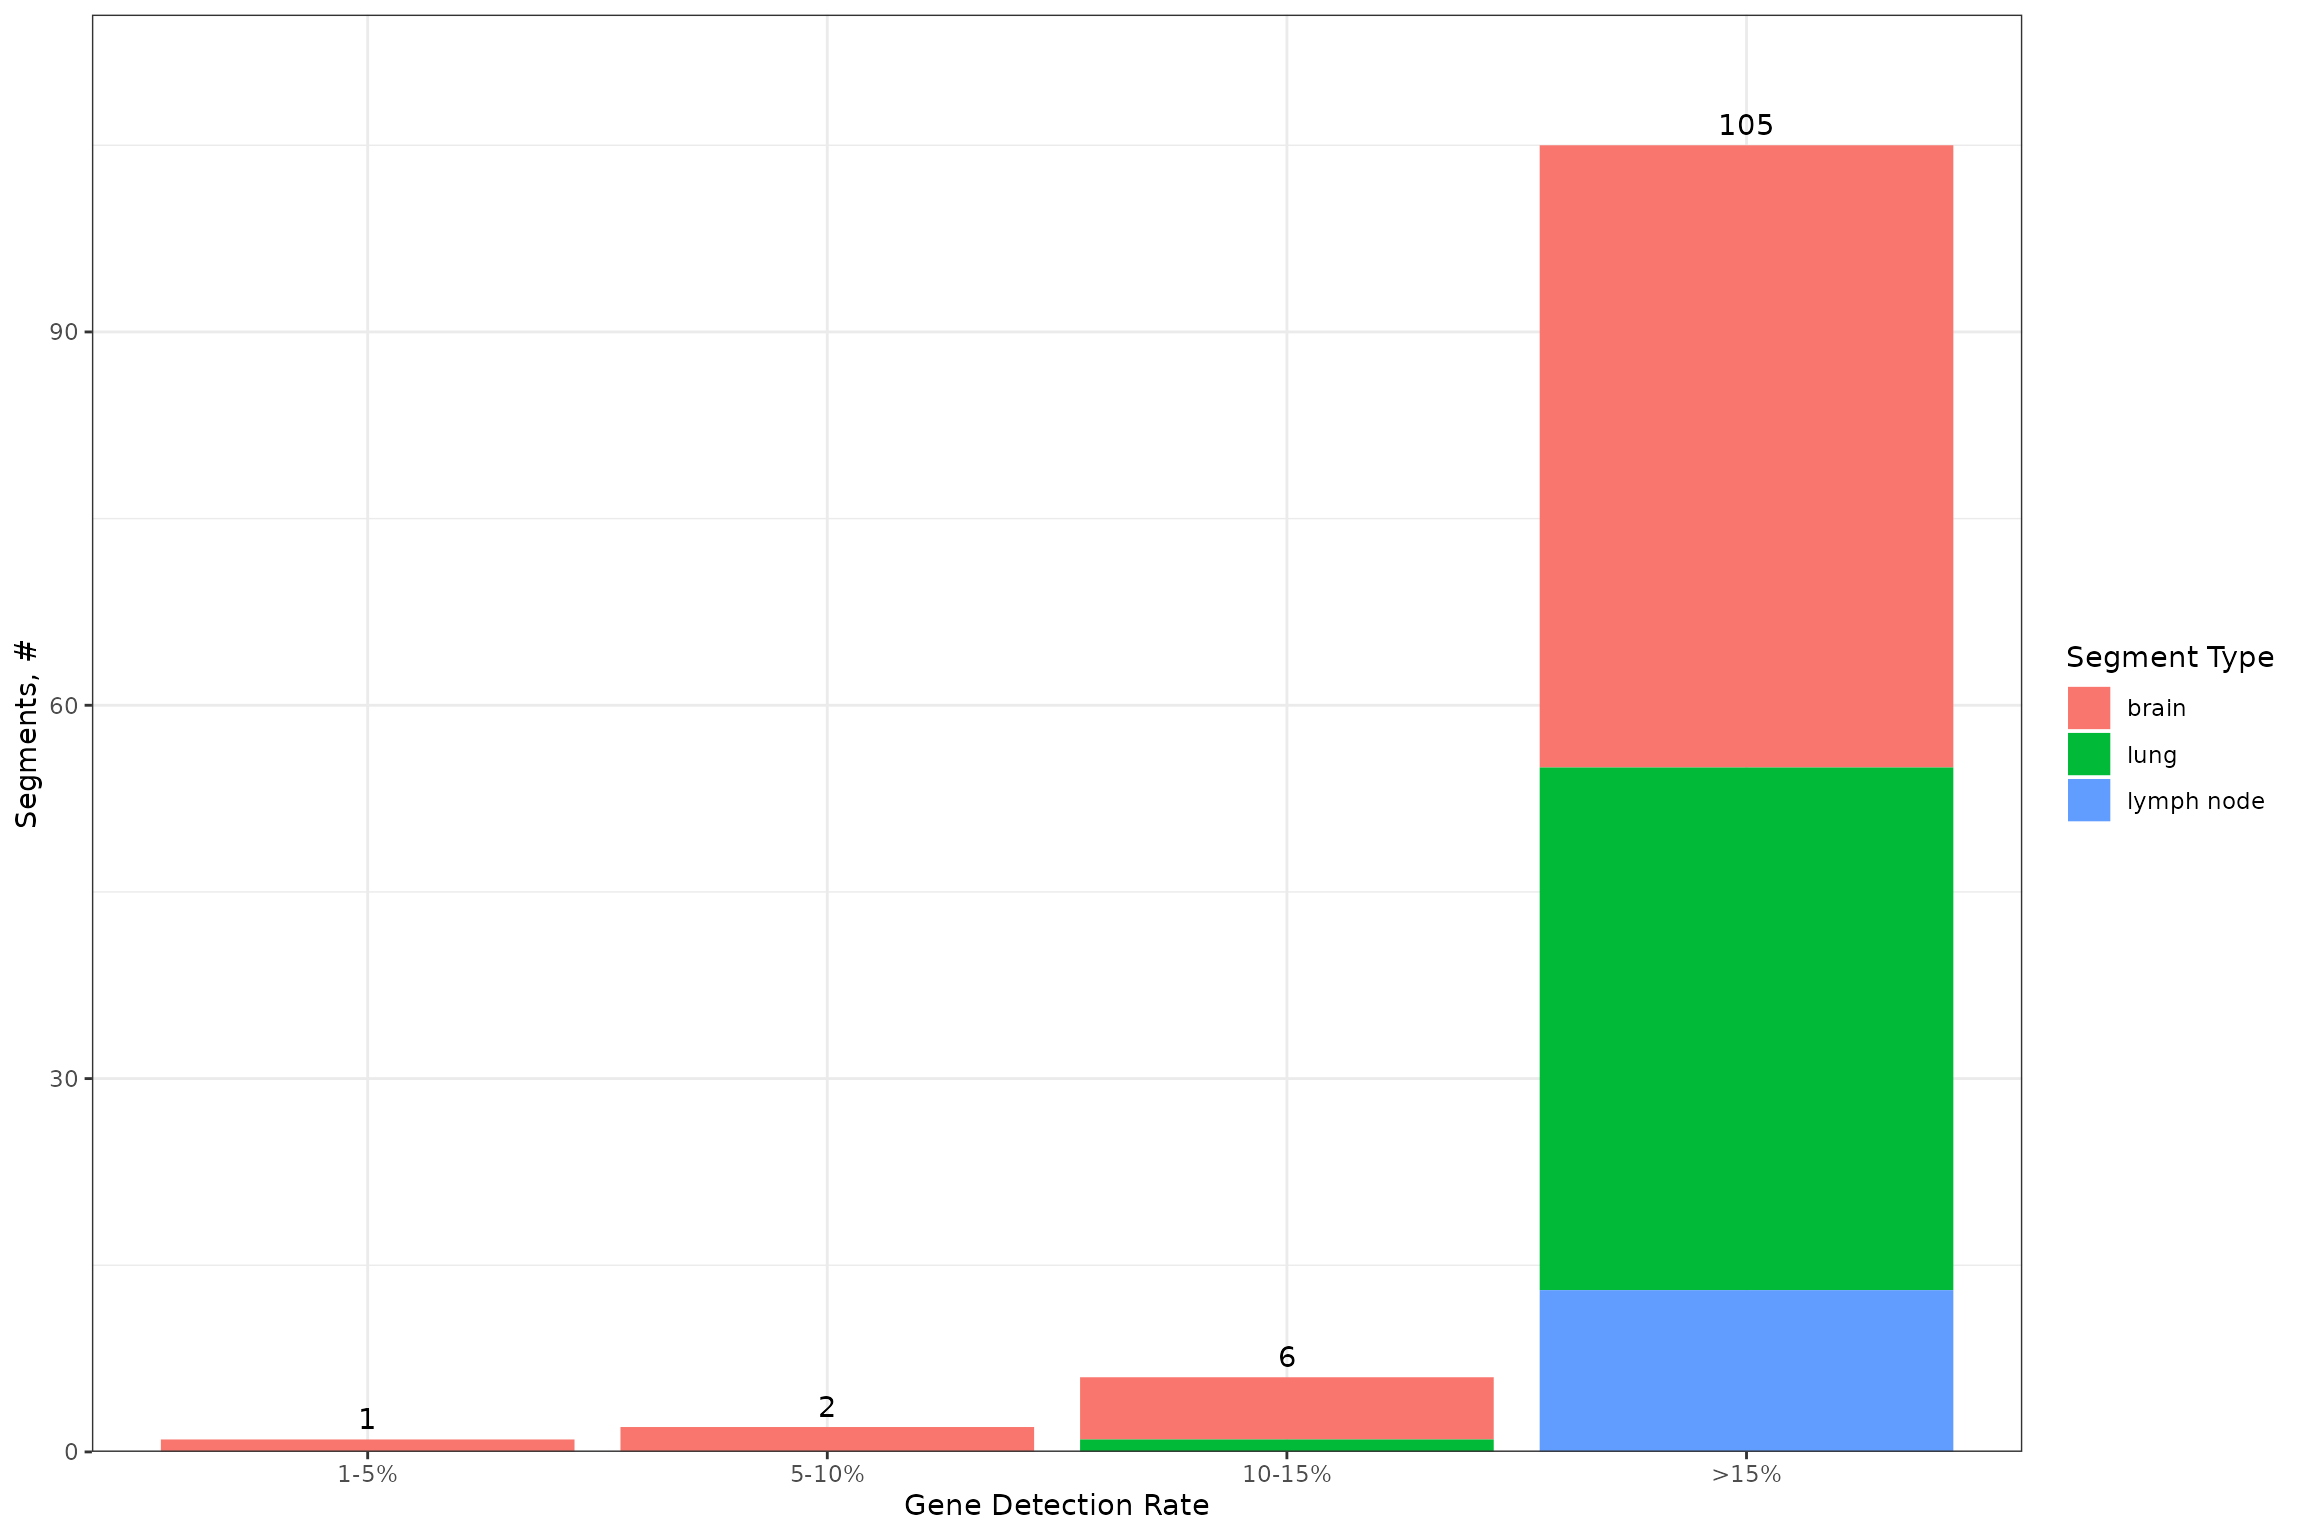 105
90
60
30
0
6
2
1
1-5%
5-10%
10-15%
>15%
Gene Detection Rate
Segments, #
Segment Type
brain
lung
lymph node